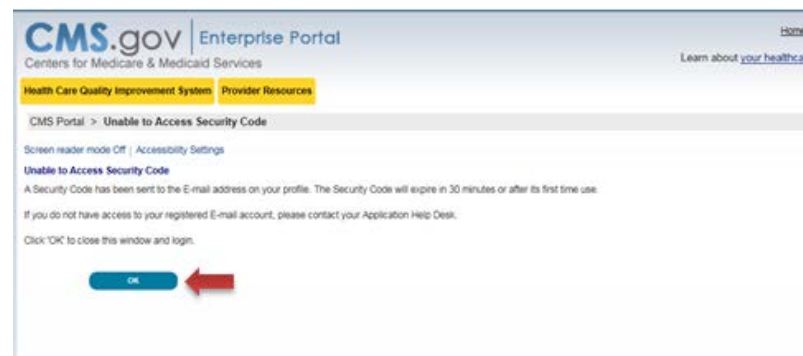 CMS.gov Enterprise Portal
Home
Centers for Medicare & Medicaid Services
Learn about your healthca
Health Care Quality Improvement System Provider Resources
CMS Portal > Unable to Access Security Code
Screen reader mode Off | Accessibility Settings
Unable to Access Security Code
A Security Code has been sent to the E-mail address on your profile. The Security Code will expire in 30 minutes or after its first time use.
If you do not have access to your registered E-mail account, please contact your Application Help Desk.
Click 'OK' to close this window and login.
OK